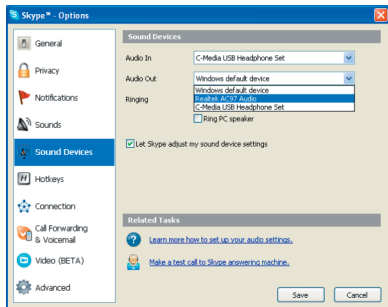 Skype™ - Options
General
Privacy
Notifications
Sounds
Sound Devices
Hotkeys
Connection
Call Forwarding
& Voicemail
Video (BETA)
Advanced
Sound Devices
Audio In
C-Media USB Headphone Set
Audio Out
Windows default device
Windows default device
Realtek AC97 Audio
C-Media USB Headphone Set
Ringing
Ring PC speaker
Let Skype adjust my sound device settings
Related Tasks
Learn more how to set up your audio settings.
Make a test call to Skype answering machine.
Save
Cancel